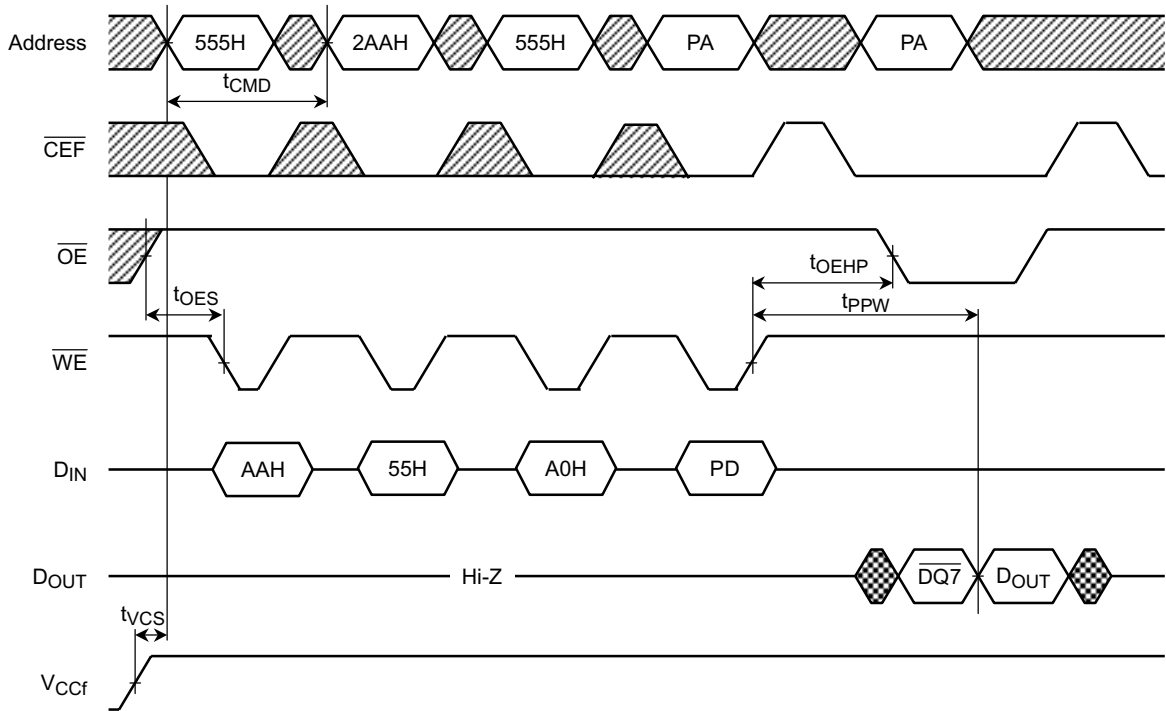 Address 555H 2AAH 555H PA PA
tCMD
CEF
OE
tOEHP
tOES
tPPW
WE
DIN AAH 55H A0H PD
DOUT Hi-Z DQ7 DOUT
tVCS
VCCf